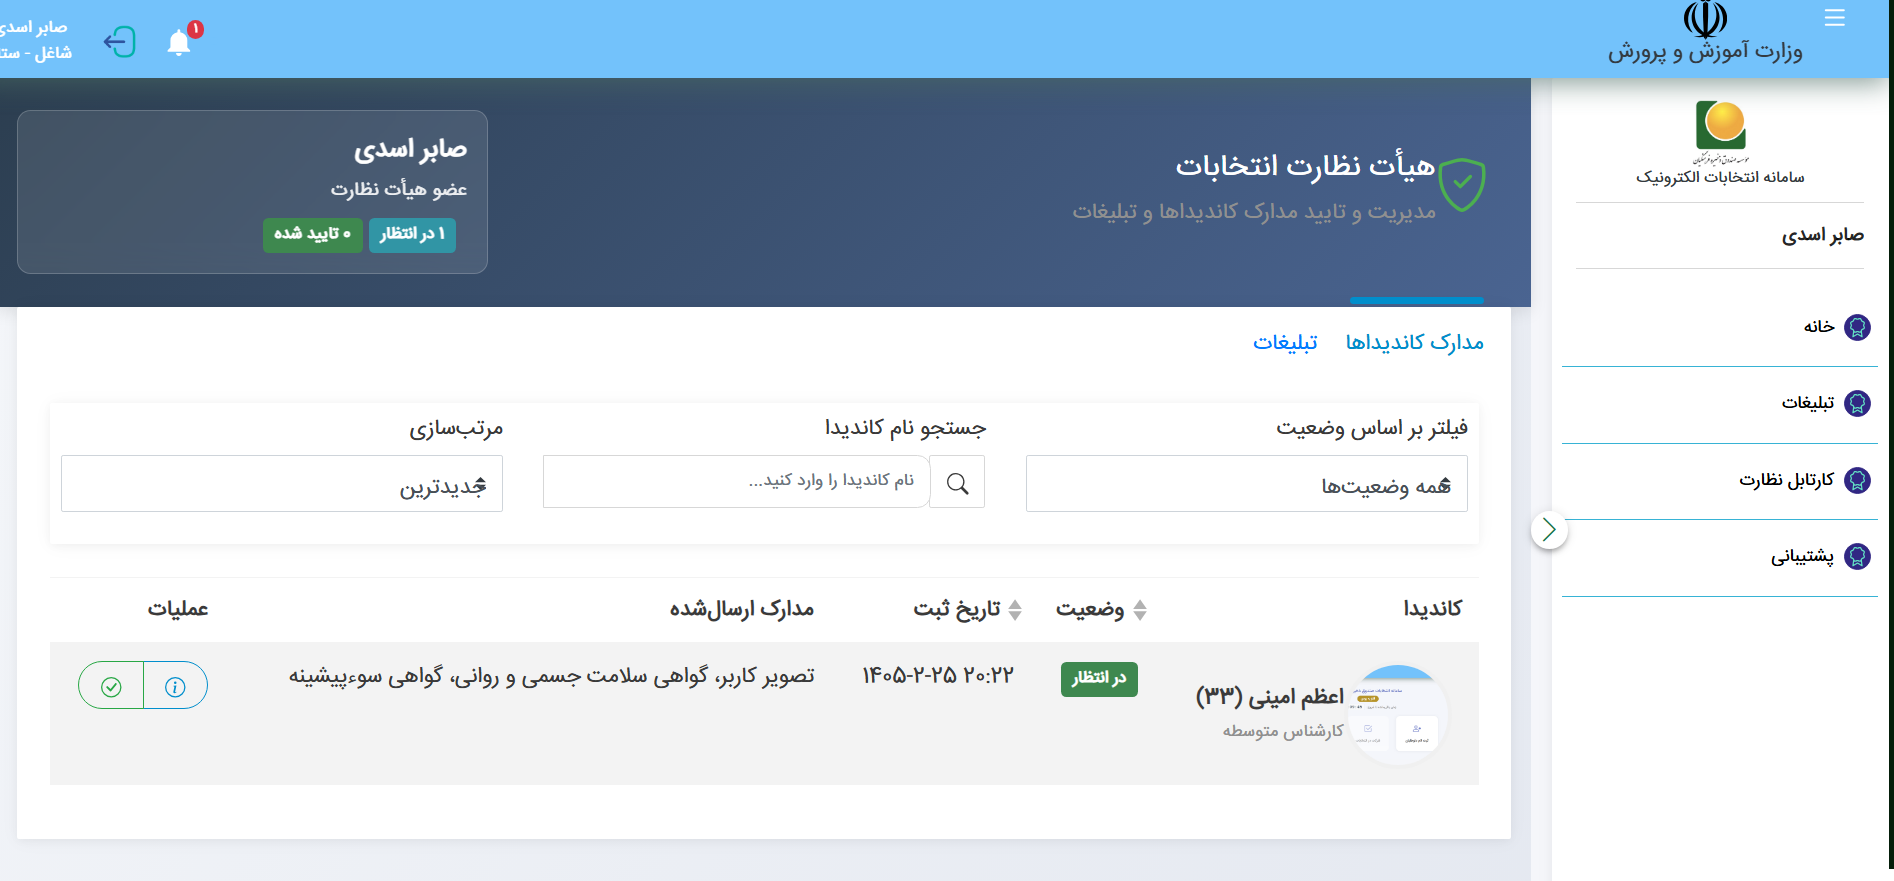 وزارت آموزش و پرورش
۱
صابر اسدی
شاغل - ستا
سامانه انتخابات الکترونیک
صابر اسدی
خانه
تبلیغات
کارتابل نظارت
پشتیبانی
هیأت نظارت انتخابات
مدیریت و تایید مدارک کاندیداها و تبلیغات
صابر اسدی
عضو هیأت نظارت
۱ در انتظار
۰ تایید شده
مدارک کاندیداها
تبلیغات
فیلتر بر اساس وضعیت
جستجو نام کاندیدا
مرتب‌سازی
همه وضعیت‌ها
نام کاندیدا را وارد کنید...
جدیدترین
کاندیدا
وضعیت
تاریخ ثبت
مدارک ارسال‌شده
عملیات
اعظم امینی (۳۳)
کارشناس متوسطه
در انتظار
۱۴۰۵-۲-۲۵ ۲۰:۲۲
تصویر کاربر، گواهی سلامت جسمی و روانی، گواهی سوءپیشینه